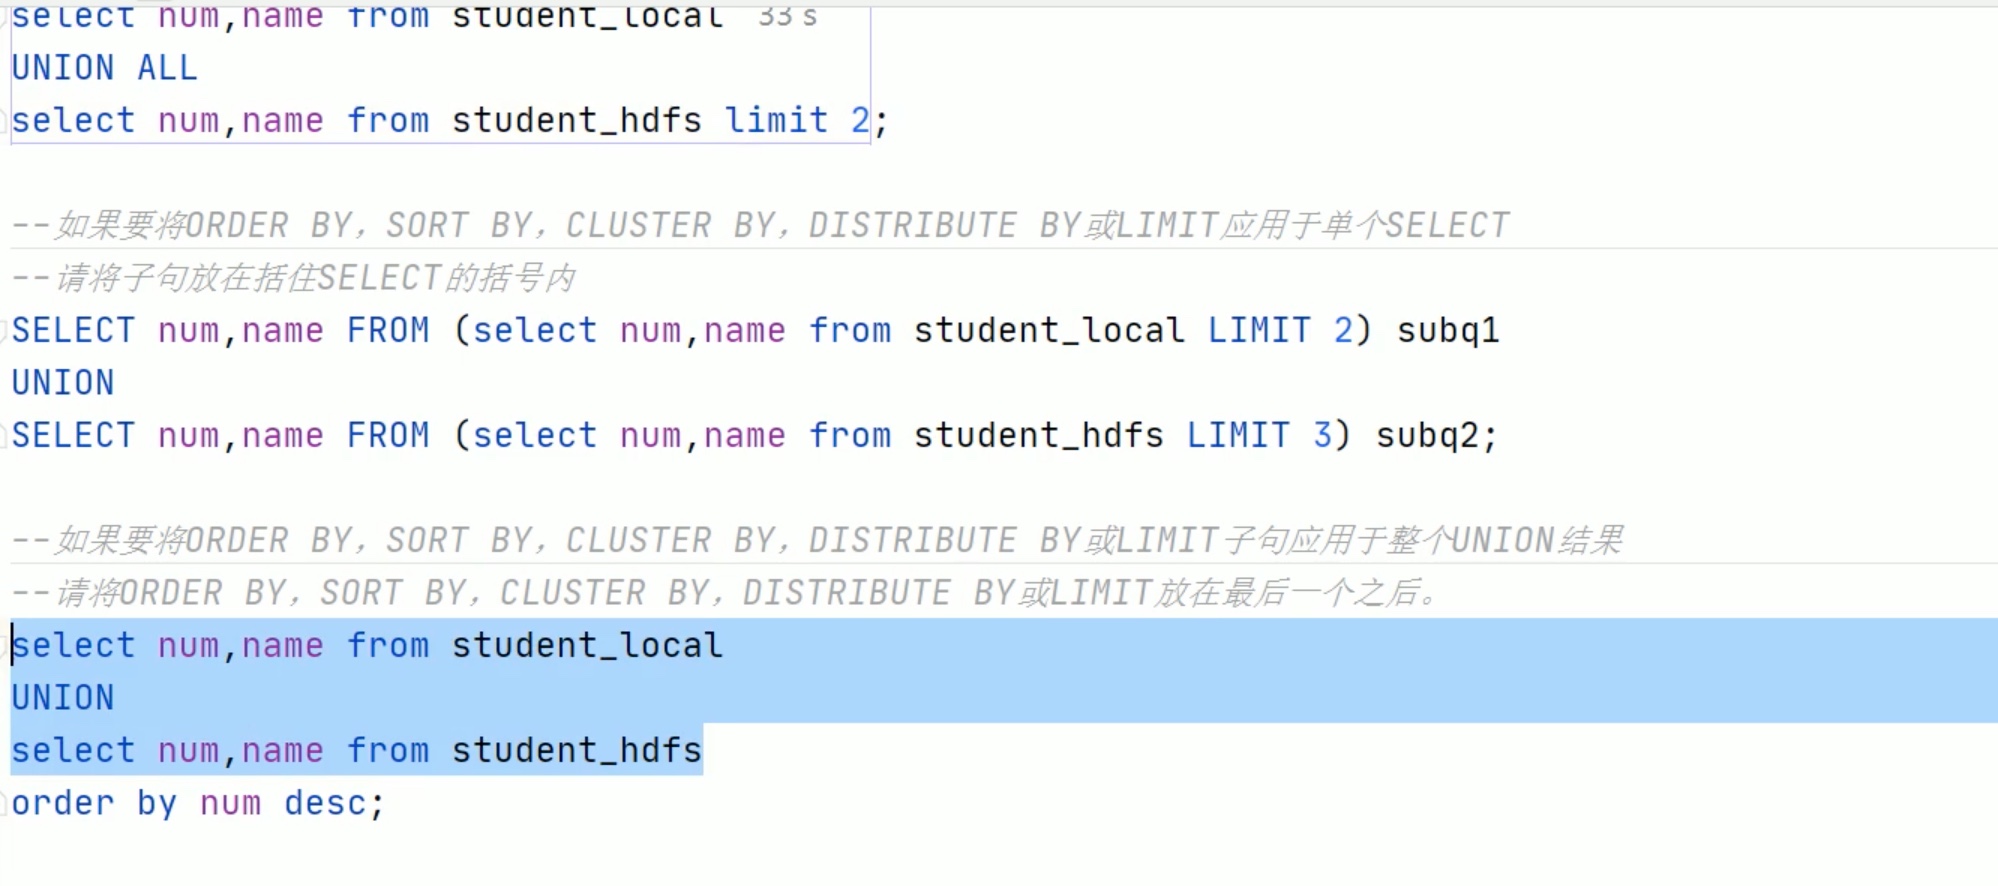 select num,name from student_local 33 s
UNION ALL
select num,name from student_hdfs limit 2;
--如果要将ORDER BY，SORT BY，CLUSTER BY，DISTRIBUTE BY或LIMIT应用于单个SELECT
--请将子句放在括住SELECT的括号内
SELECT num,name FROM (select num,name from student_local LIMIT 2) subq1
UNION
SELECT num,name FROM (select num,name from student_hdfs LIMIT 3) subq2;
--如果要将ORDER BY，SORT BY，CLUSTER BY，DISTRIBUTE BY或LIMIT子句应用于整个UNION结果
--请将ORDER BY，SORT BY，CLUSTER BY，DISTRIBUTE BY或LIMIT放在最后一个之后。
select num,name from student_local
UNION
select num,name from student_hdfs
order by num desc;